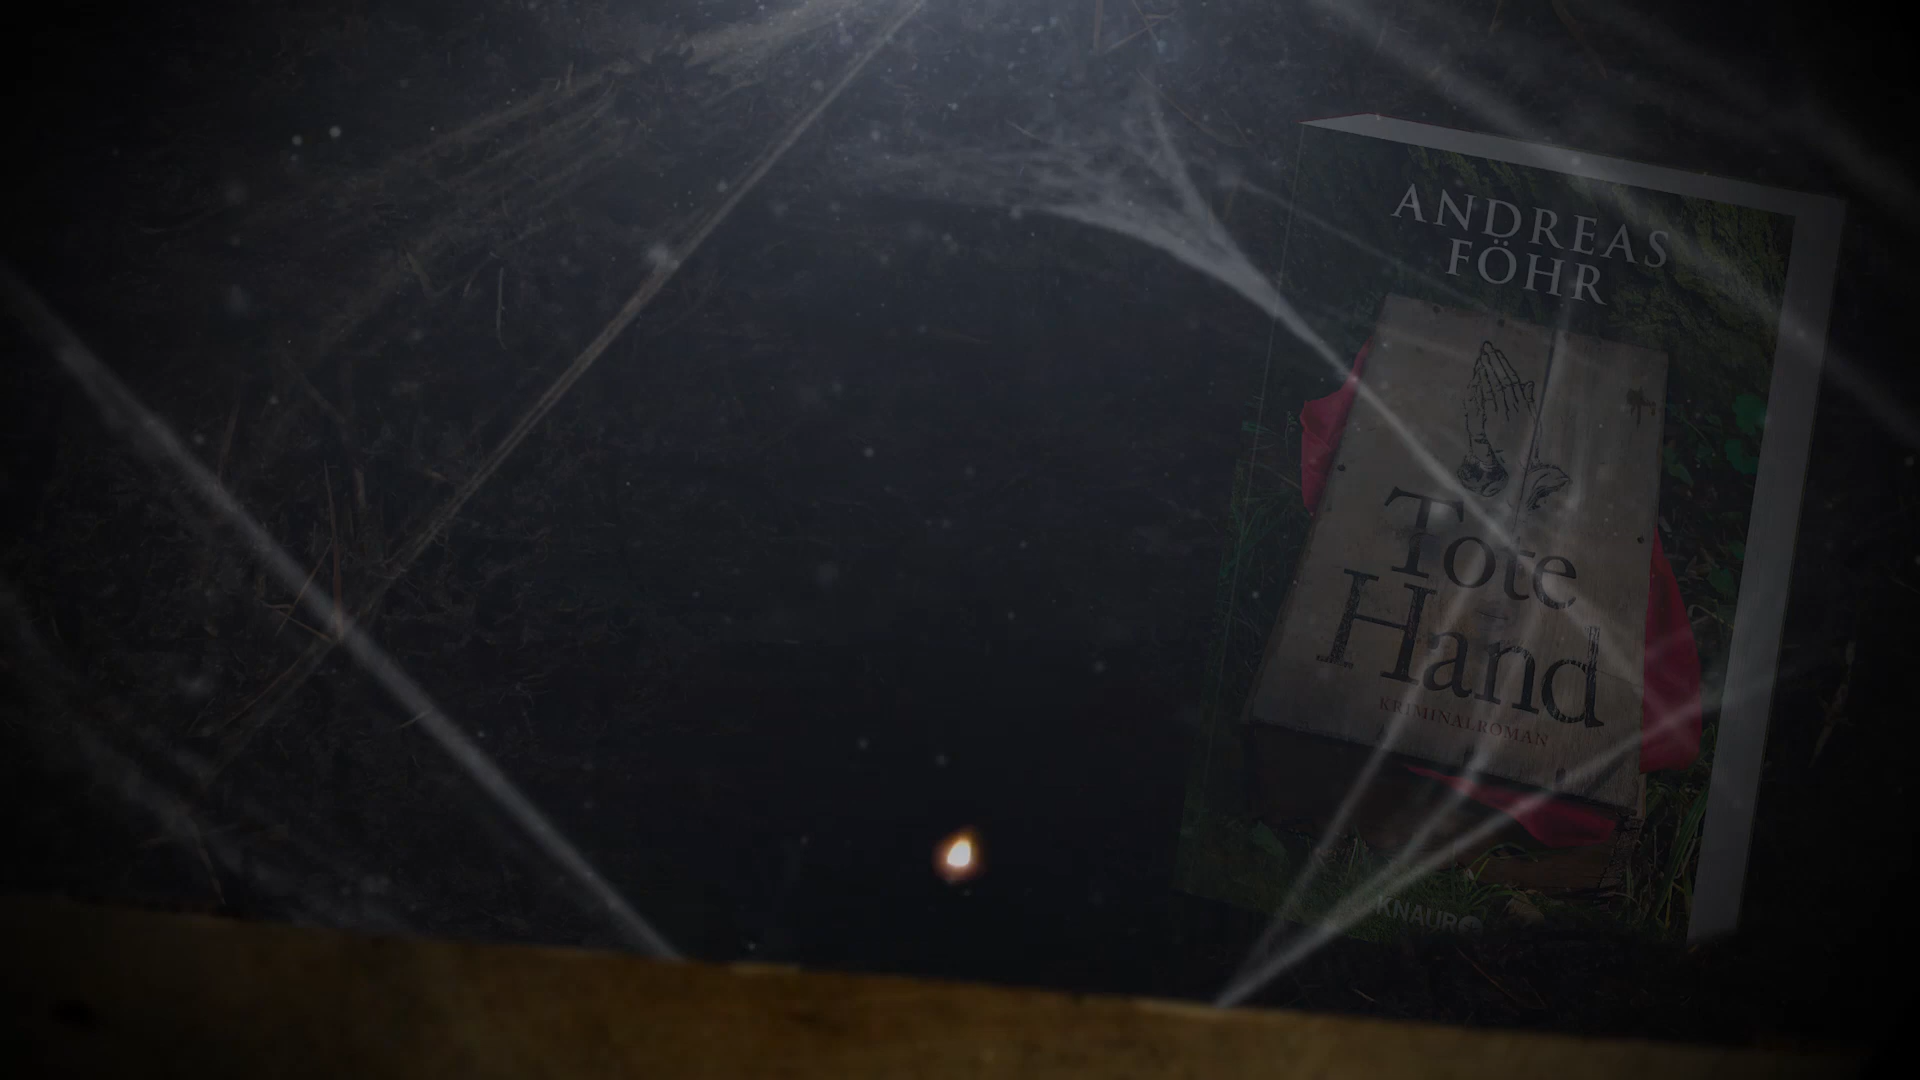 ANDREAS
FÖHR
Tote
Hand
KRIMINALROMAN
KNAUR